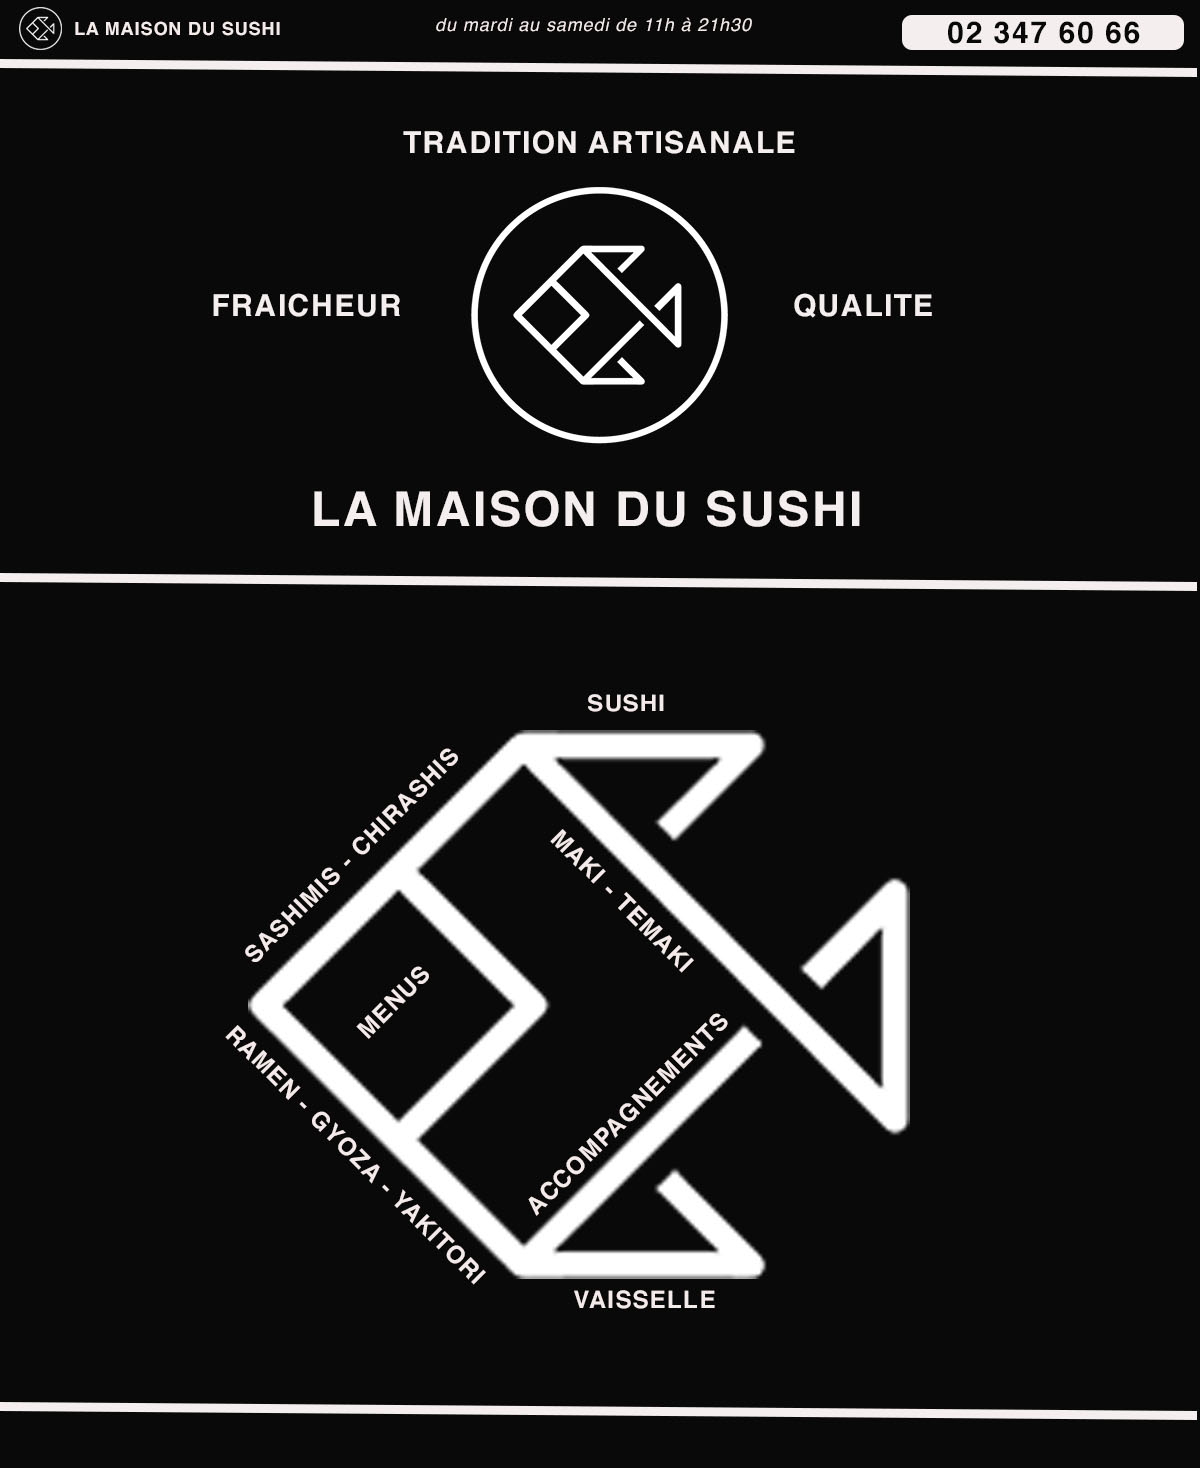 LA MAISON DU SUSHI
du mardi au samedi de 11h à 21h30
02 347 60 66
TRADITION ARTISANALE
FRAICHEUR
QUALITE
LA MAISON DU SUSHI
SUSHI
SASHIMIS - CHIRASHIS
MAKI - TEMAKI
MENUS
RAMEN - GYOZA - YAKITORI
ACCOMPAGNEMENTS
VAISSELLE